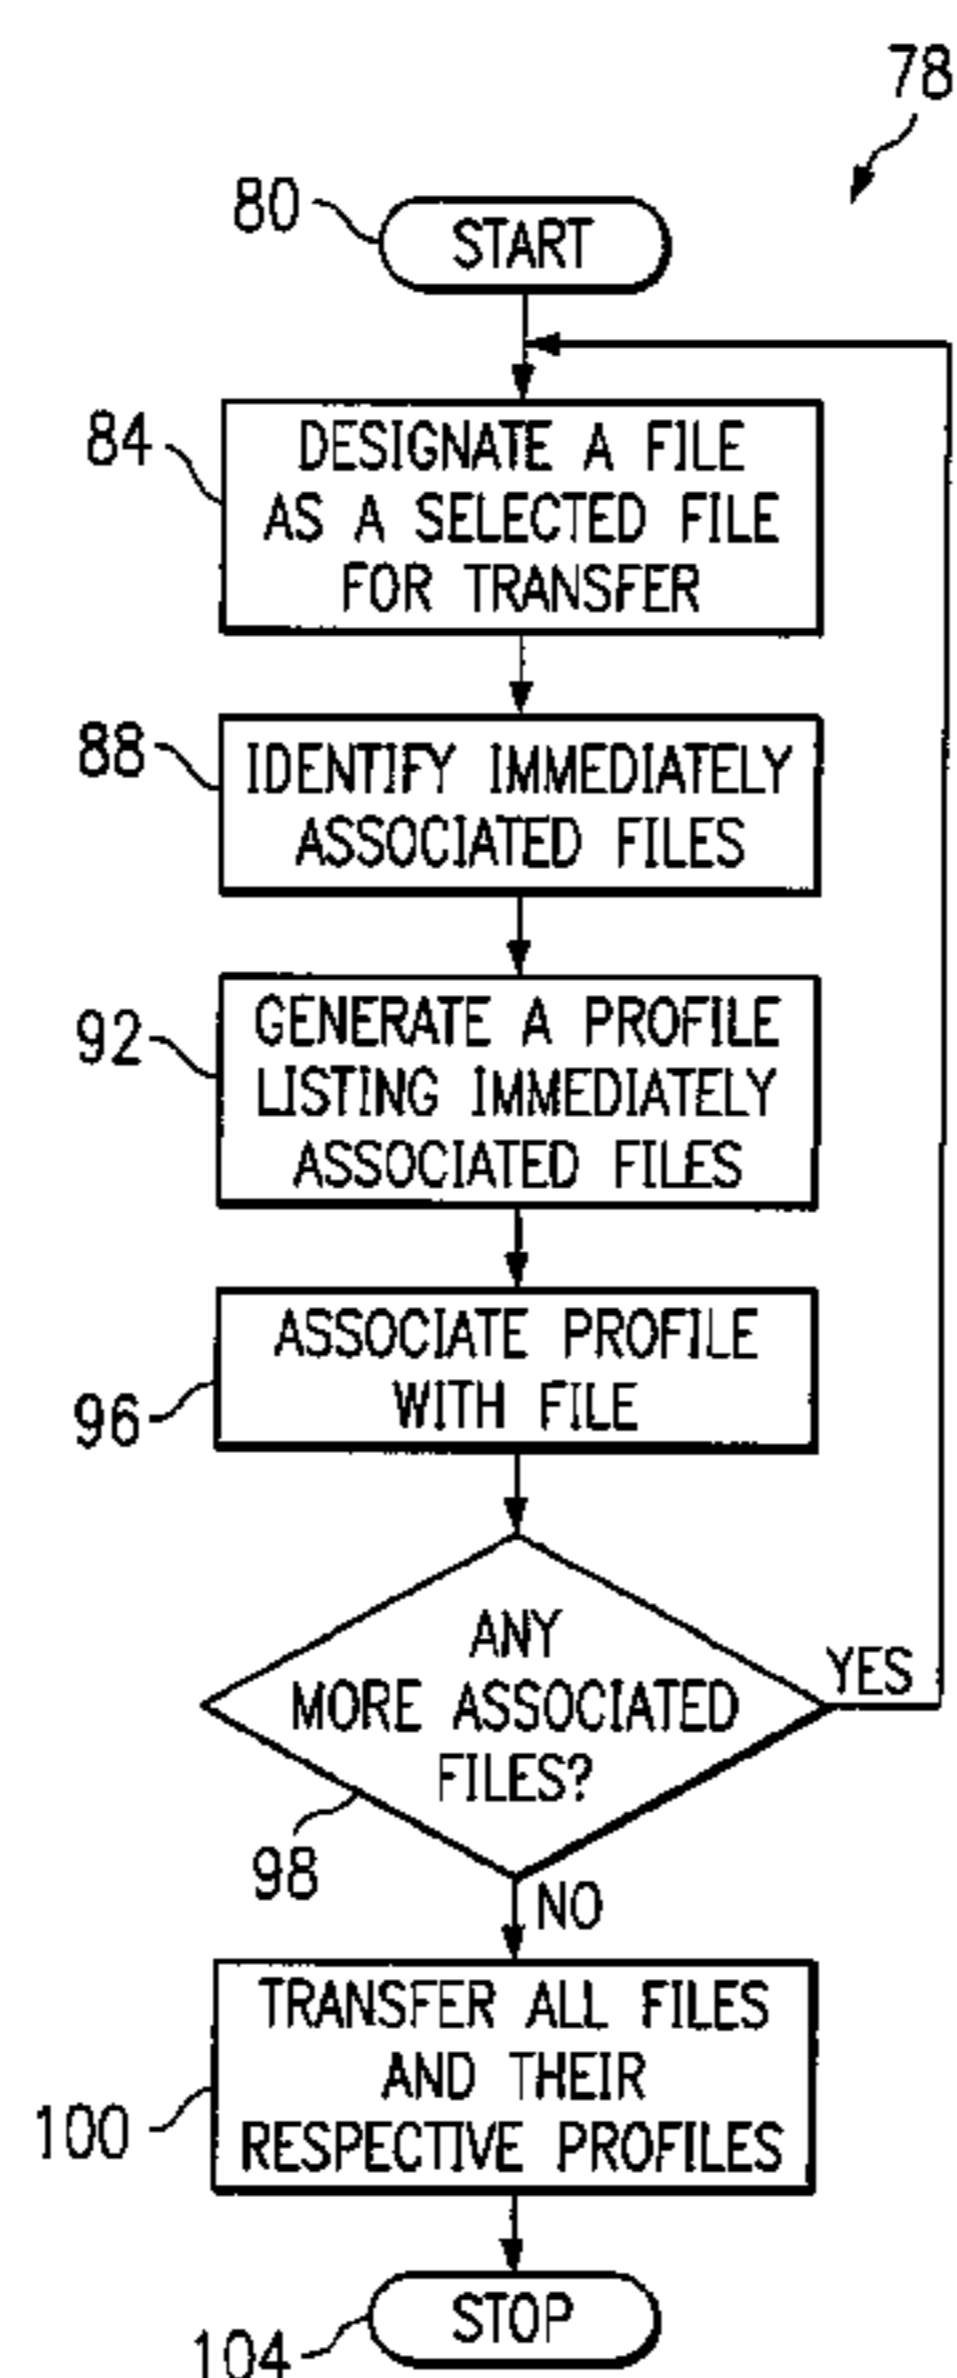 78
80
START
84
DESIGNATE A FILE
AS A SELECTED FILE
FOR TRANSFER
88
IDENTIFY IMMEDIATELY
ASSOCIATED FILES
92
GENERATE A PROFILE
LISTING IMMEDIATELY
ASSOCIATED FILES
96
ASSOCIATE PROFILE
WITH FILE
ANY
MORE ASSOCIATED
FILES?
YES
98
NO
100
TRANSFER ALL FILES
AND THEIR
RESPECTIVE PROFILES
104
STOP